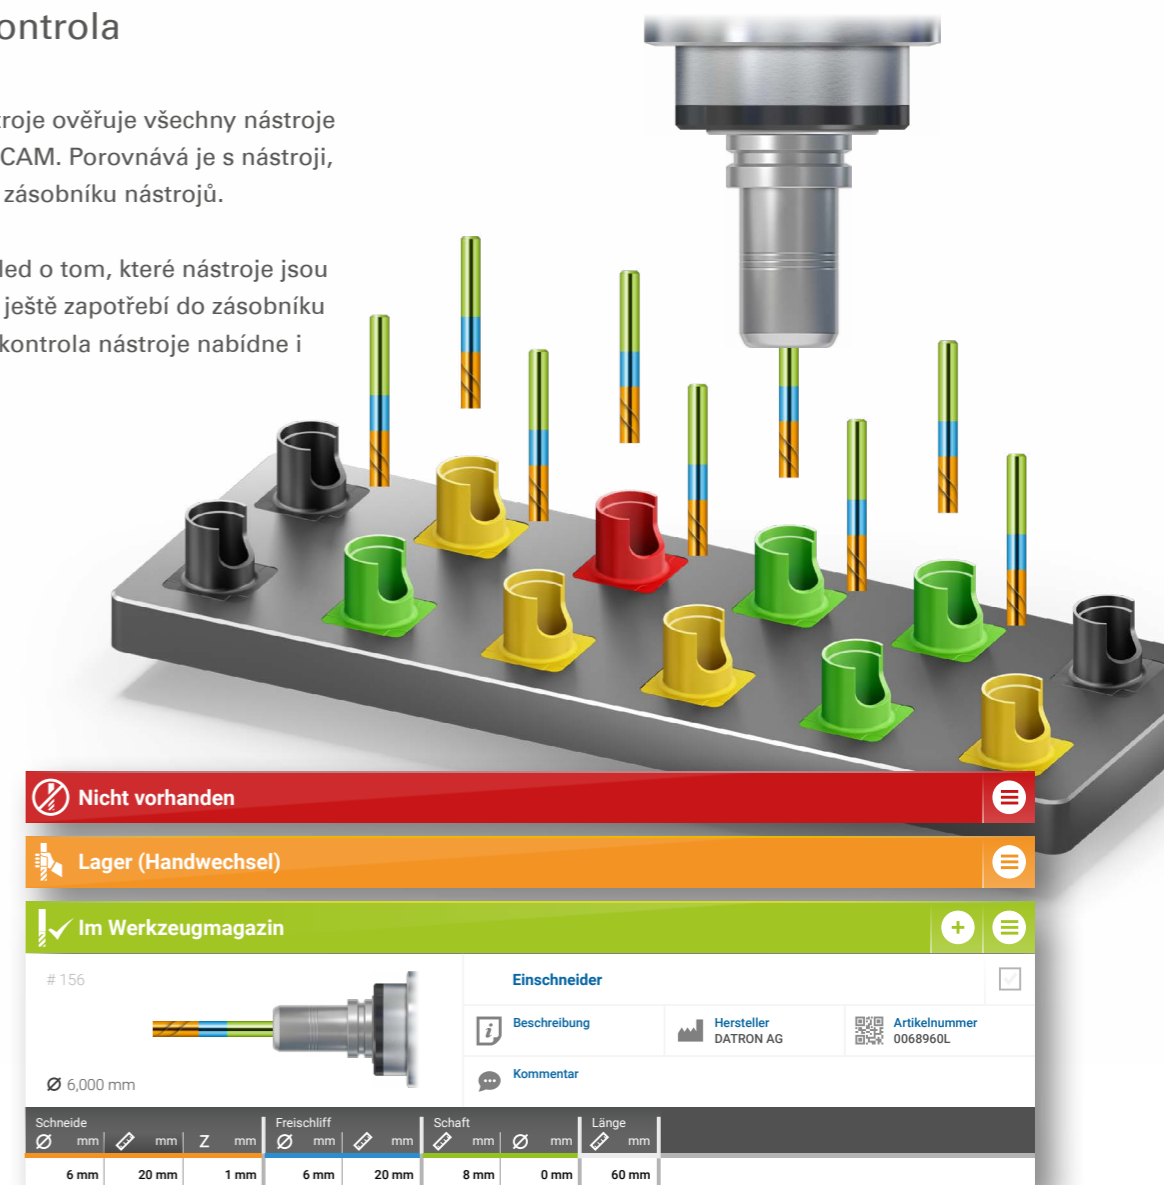 ontrola
roje ověřuje všechny nástroje
CAM. Porovnává je s nástroji,
zásobníku nástrojů.
led o tom, které nástroje jsou
ještě zapotřebí do zásobníku
kontrola nástroje nabídne i
Nicht vorhanden
Lager (Handwechsel)
Im Werkzeugmagazin
# 156
Einschneider
Beschreibung
Hersteller
DATRON AG
Artikelnummer
0068960L
Ø 6,000 mm
Kommentar
Schneide Freischliff Schaft Länge
Ø mm mm Z mm Ø mm mm mm Ø mm mm
6 mm 20 mm 1 mm 6 mm 20 mm 8 mm 0 mm 60 mm